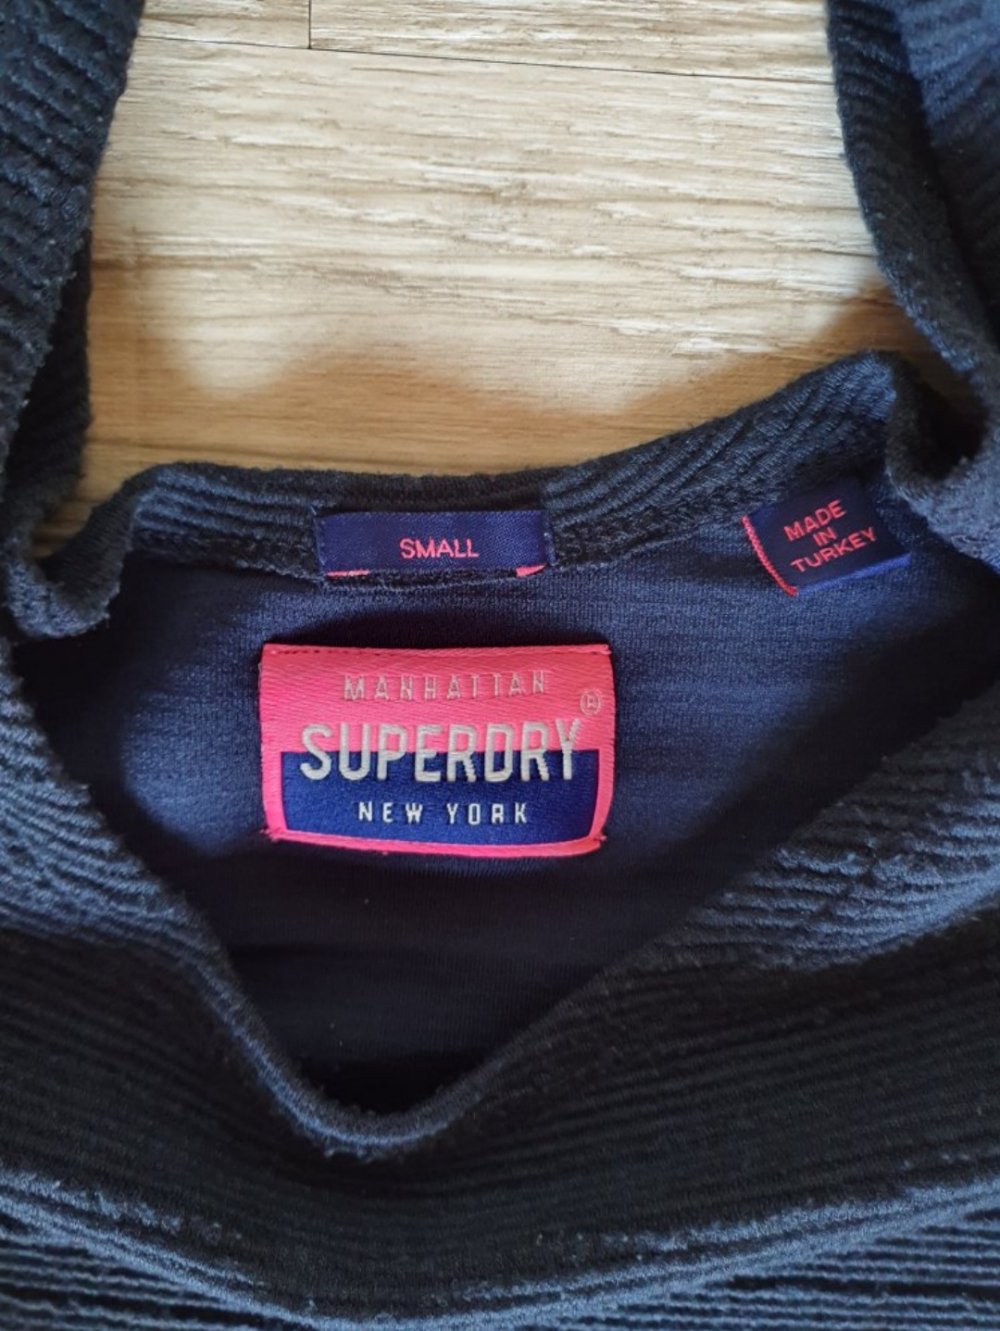 SMALL
MADE
IN
TURKEY
MANHATTAN
SUPERDRY®
NEW YORK